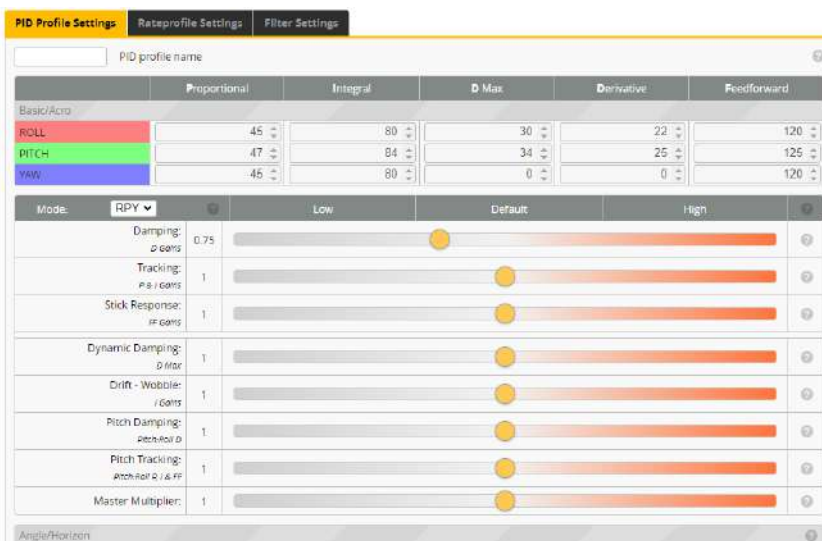 PID Profile Settings Rateprofile Settings Filter Settings
PID profile name
Proportional Integral D Max Derivative Feedforward
Basic/Acro
ROLL 45 80 30 22 120
PITCH 47 84 34 25 125
YAW 45 80 0 0 120
Mode: RPY Low Default High
Damping:
D Gains
0.75
Tracking:
P & I Gains
1
Stick Response:
FF Gains
1
Dynamic Damping:
D Max
1
Drift - Wobble:
I Gains
1
Pitch Damping:
Pitch:Roll D
1
Pitch Tracking:
Pitch:Roll P, I & FF
1
Master Multiplier: 1
Angle/Horizon